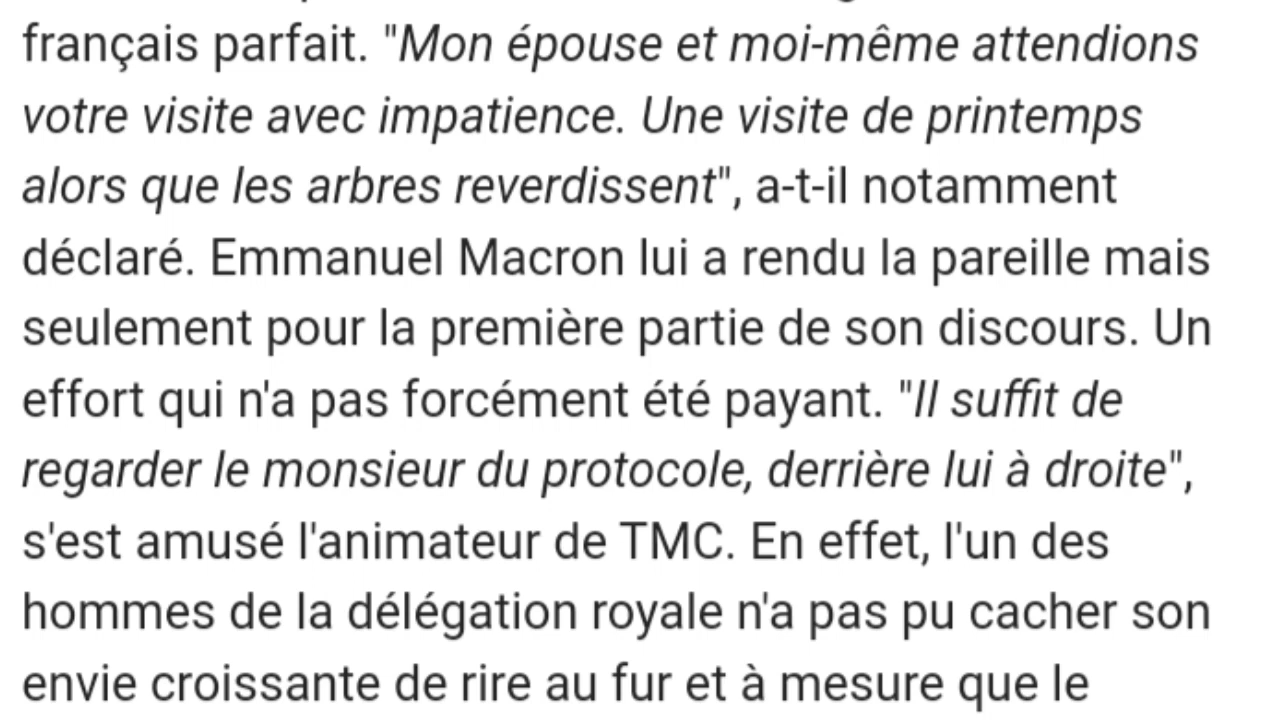 français parfait. "Mon épouse et moi-même attendions
votre visite avec impatience. Une visite de printemps
alors que les arbres reverdissent", a-t-il notamment
déclaré. Emmanuel Macron lui a rendu la pareille mais
seulement pour la première partie de son discours. Un
effort qui n'a pas forcément été payant. "Il suffit de
regarder le monsieur du protocole, derrière lui à droite",
s'est amusé l'animateur de TMC. En effet, l'un des
hommes de la délégation royale n'a pas pu cacher son
envie croissante de rire au fur et à mesure que le